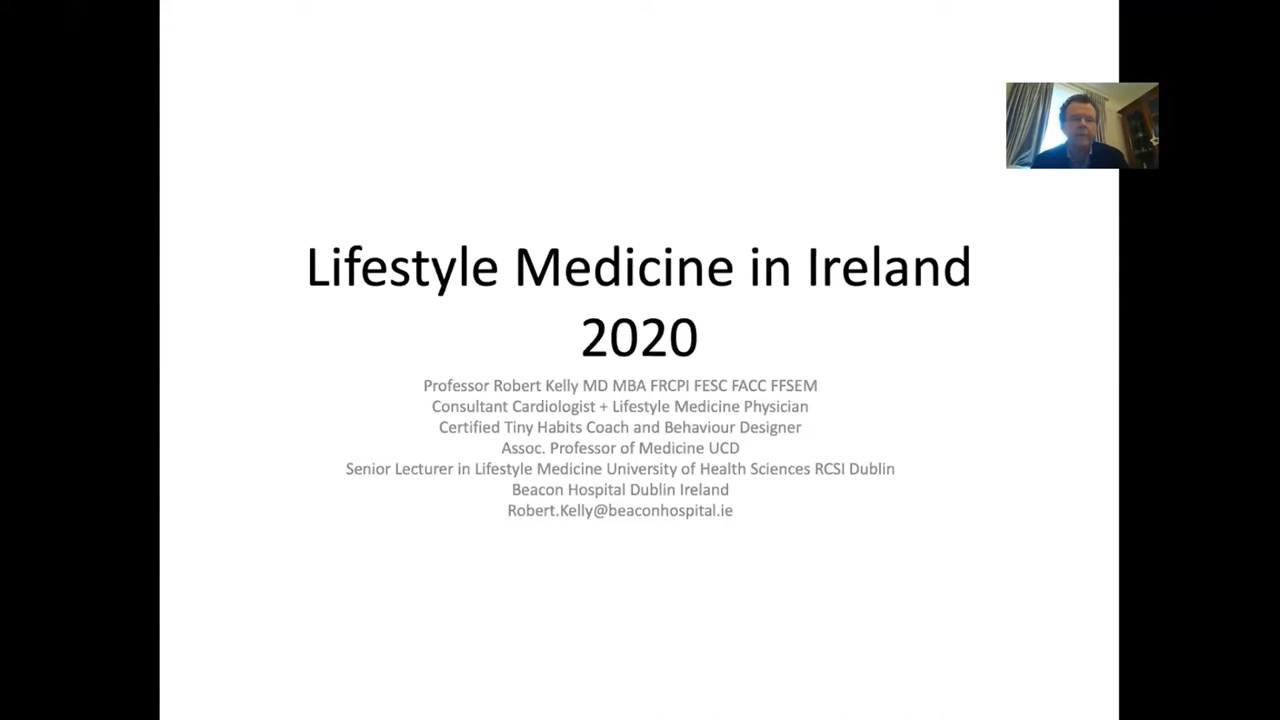 Lifestyle Medicine in Ireland
2020
Professor Robert Kelly MD MBA FRCPI FESC FACC FFSEM
Consultant Cardiologist + Lifestyle Medicine Physician
Certified Tiny Habits Coach and Behaviour Designer
Assoc. Professor of Medicine UCD
Senior Lecturer in Lifestyle Medicine University of Health Sciences RCSI Dublin
Beacon Hospital Dublin Ireland
Robert.Kelly@beaconhospital.ie